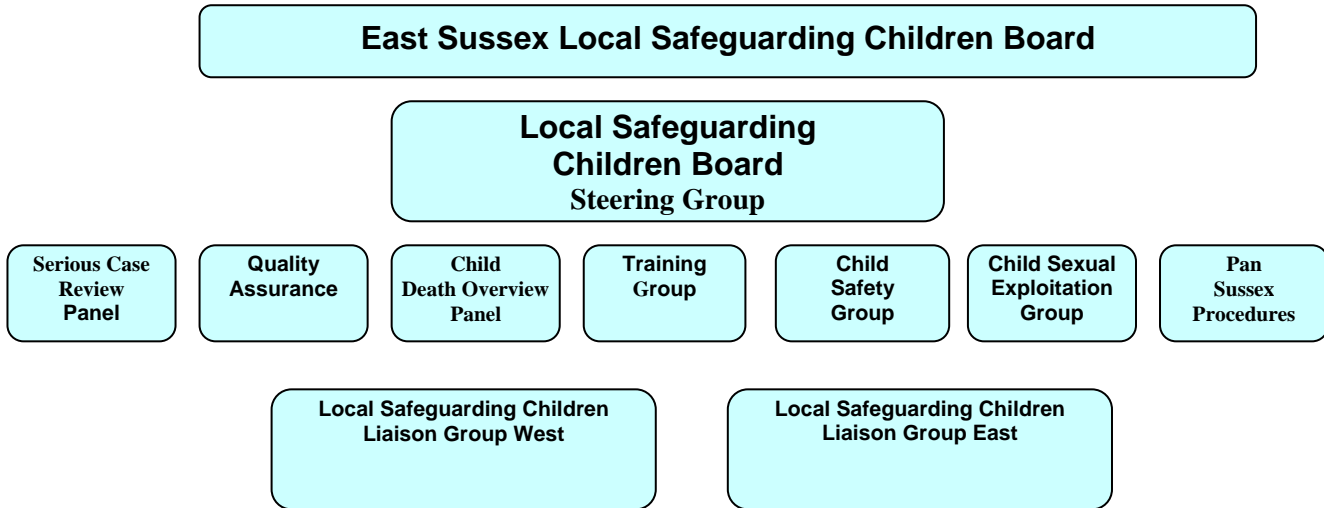 East Sussex Local Safeguarding Children Board
Local Safeguarding
Children Board
Steering Group
Serious Case
Review
Panel
Quality
Assurance
Child
Death Overview
Panel
Training
Group
Child
Safety
Group
Child Sexual
Exploitation
Group
Pan
Sussex
Procedures
Local Safeguarding Children
Liaison Group West
Local Safeguarding Children
Liaison Group East